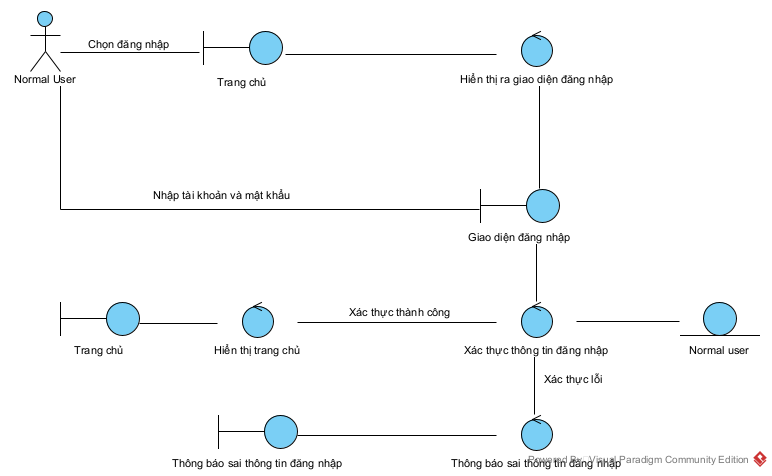 Chọn đăng nhập
Normal User
Trang chủ
Hiển thị ra giao diện đăng nhập
Nhập tài khoản và mật khẩu
Giao diện đăng nhập
Xác thực thành công
Trang chủ
Hiển thị trang chủ
Xác thực thông tin đăng nhập
Normal user
Xác thực lỗi
Thông báo sai thông tin đăng nhập
Thông báo sai thông tin đăng nhập
Powered By: Visual Paradigm Community Edition